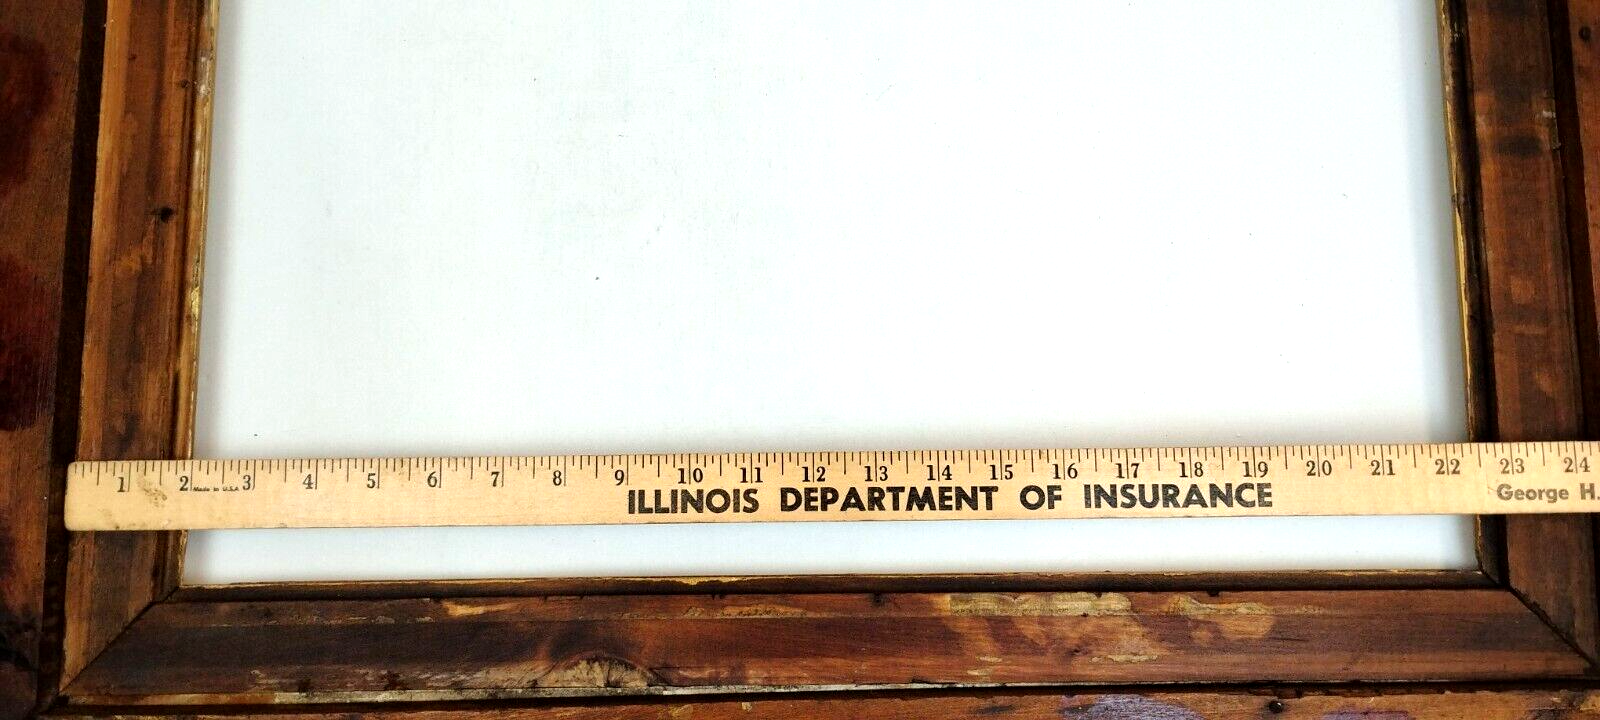 1 2 Made in U.S.A 3 4 5 6 7 8 9 10 11 12 13 14 15 16 17 18 19 20 21 22 23 24
ILLINOIS DEPARTMENT OF INSURANCE George H.